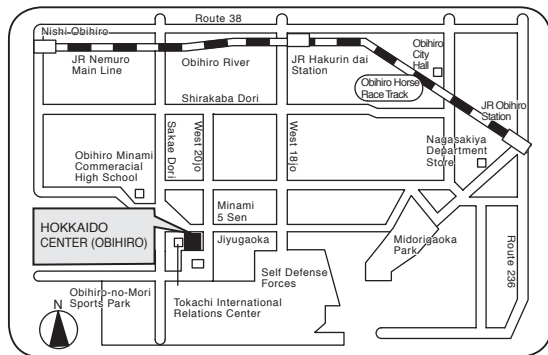 Route 38
Nishi-Obihiro
JR Nemuro
Main Line
Obihiro River
JR Hakurin dai
Station
Obihiro
City
Hall
Obihiro Horse
Race Track
Shirakaba Dori
JR Obihiro
Station
Sakae Dori
West 20jo
West 18jo
Nagasakiya
Department
Store
Obihiro Minami
Commeracial
High School
Minami
5 Sen
HOKKAIDO
CENTER (OBIHIRO)
Jiyugaoka
Midorigaoka
Park
Route 236
Self Defense
Forces
Obihiro-no-Mori
Sports Park
Tokachi International
Relations Center
N